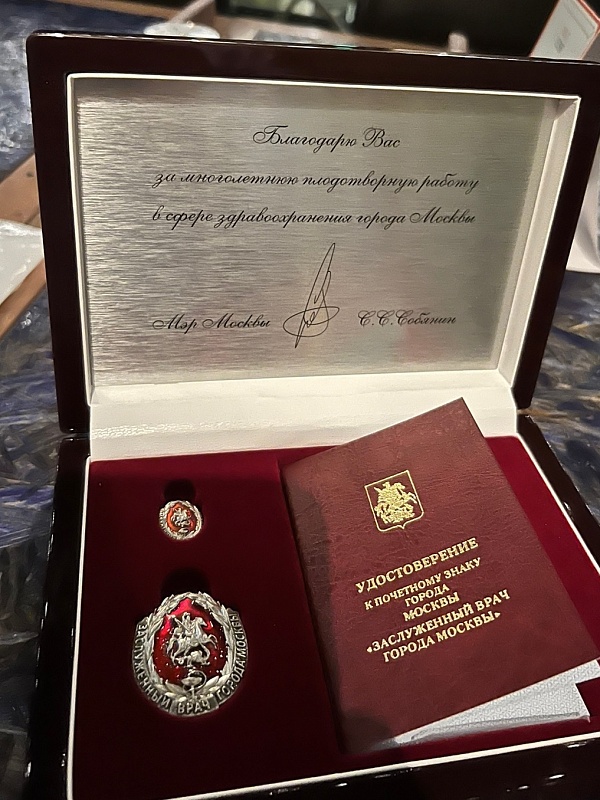 Благодарю Вас
за многолетнюю плодотворную работу
в сфере здравоохранения города Москвы
Мэр Москвы С.С.Собянин
УДОСТОВЕРЕНИЕ
К ПОЧЕТНОМУ ЗНАКУ
ГОРОДА
МОСКВЫ
«ЗАСЛУЖЕННЫЙ ВРАЧ
ГОРОДА МОСКВЫ»
ЗАСЛУЖЕННЫЙ ВРАЧ ГОРОДА МОСКВЫ